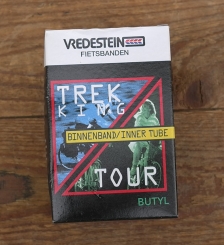 VREDESTEIN
FIETSBANDEN
TREK
KING
BINNENBAND/INNER TUBE
TOUR
BUTYL